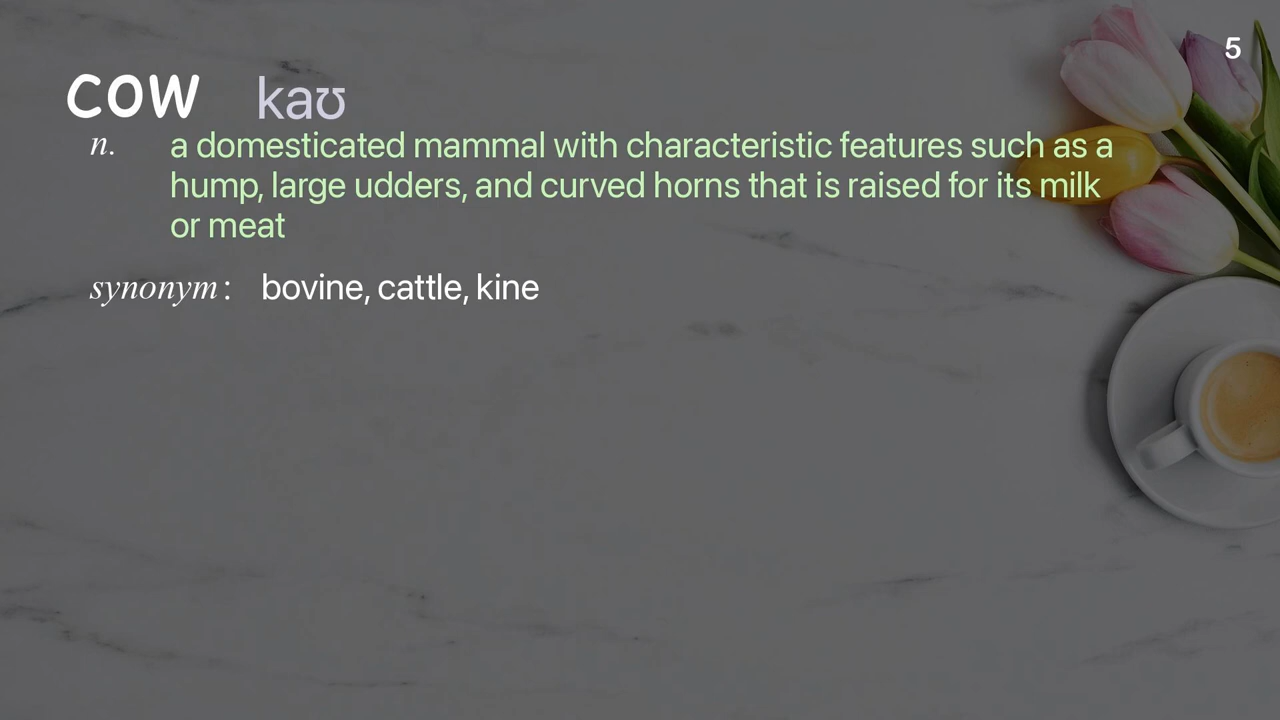 5
cow kaʊ
n. a domesticated mammal with characteristic features such as a
hump, large udders, and curved horns that is raised for its milk
or meat
synonym: bovine, cattle, kine